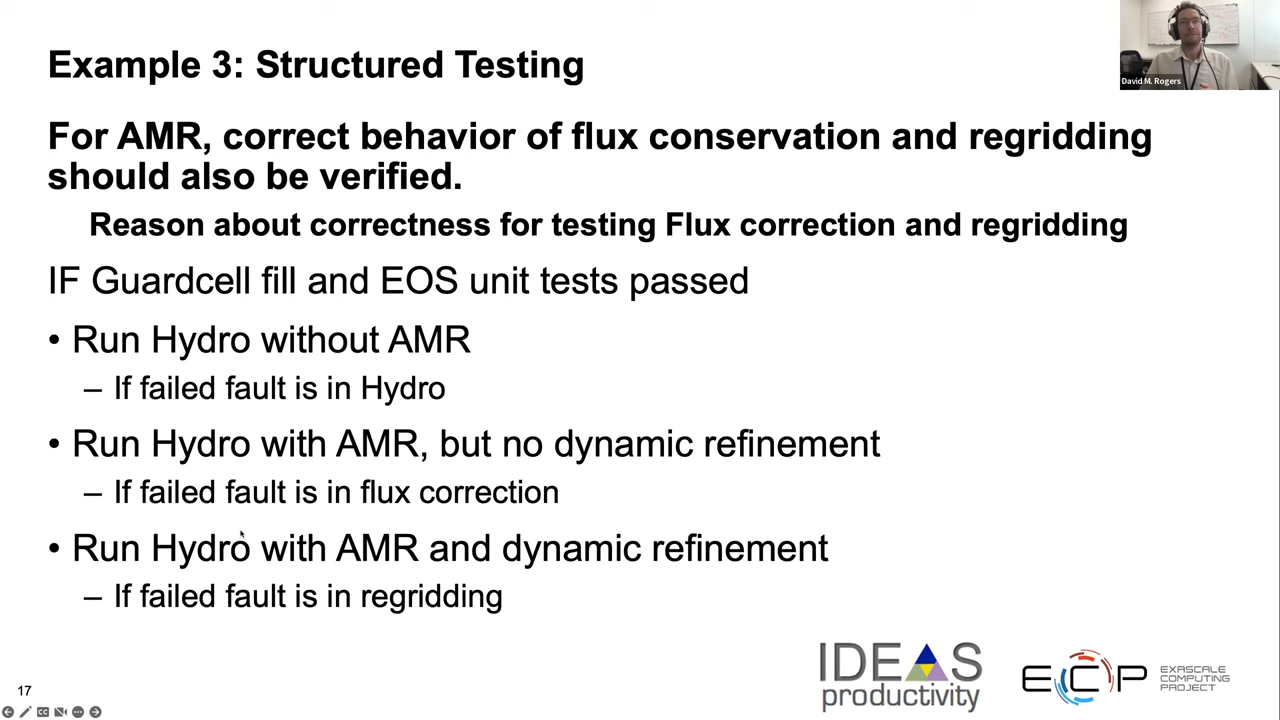 Example 3: Structured Testing
David M. Rogers
For AMR, correct behavior of flux conservation and regridding
should also be verified.
Reason about correctness for testing Flux correction and regridding
IF Guardcell fill and EOS unit tests passed
• Run Hydro without AMR
– If failed fault is in Hydro
• Run Hydro with AMR, but no dynamic refinement
– If failed fault is in flux correction
• Run Hydro with AMR and dynamic refinement
– If failed fault is in regridding
IDEAS
productivity
ECP
EXASCALE
COMPUTING
PROJECT
17
CC